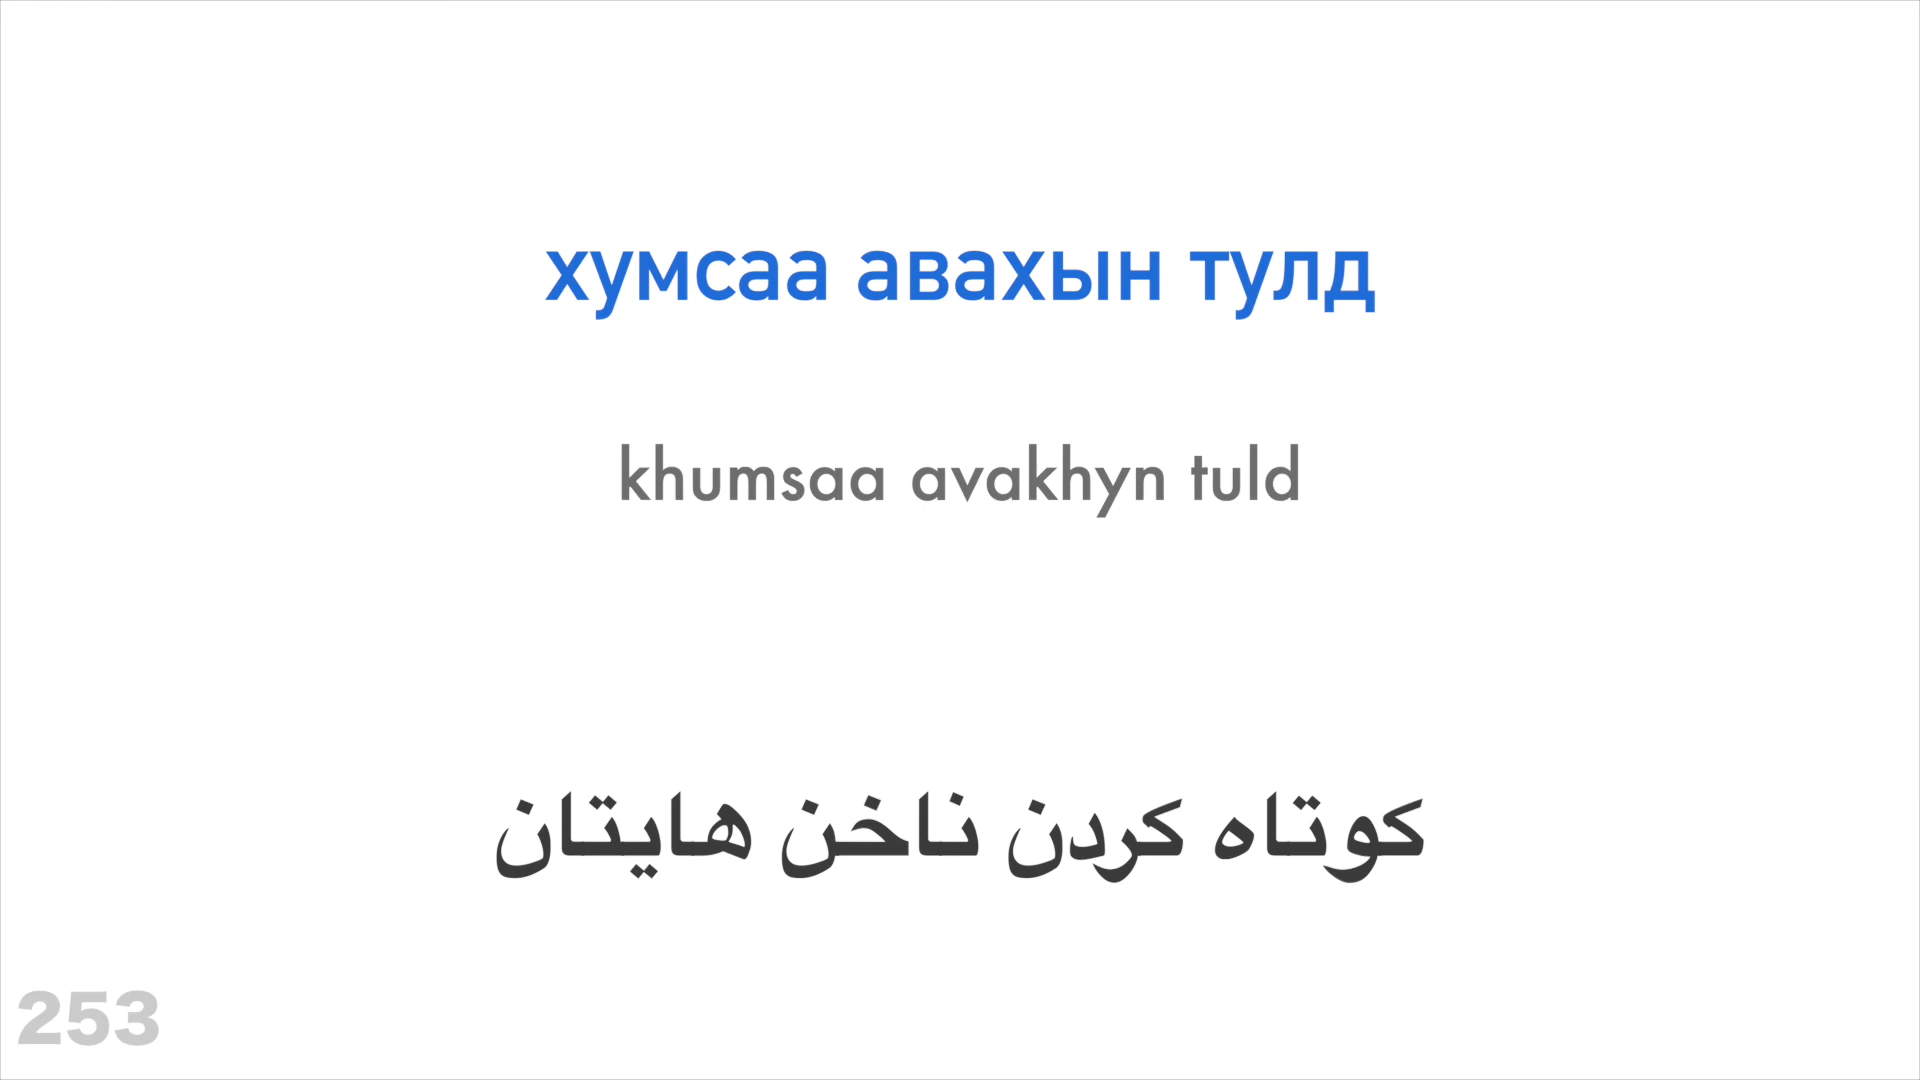 хумсаа авахын тулд
khumsaa avakhyn tuld
کوتاه کردن ناخن هایتان
253